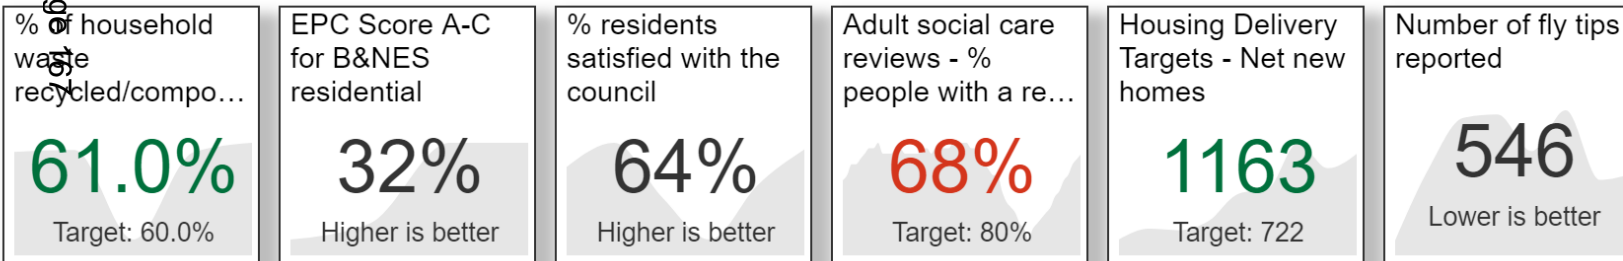 % of household
waste
recycled/compo…
61.0%
Target: 60.0%
EPC Score A-C
for B&NES
residential
32%
Higher is better
% residents
satisfied with the
council
64%
Higher is better
Adult social care
reviews - %
people with a re…
68%
Target: 80%
Housing Delivery
Targets - Net new
homes
1163
Target: 722
Number of fly tips
reported
546
Lower is better
167